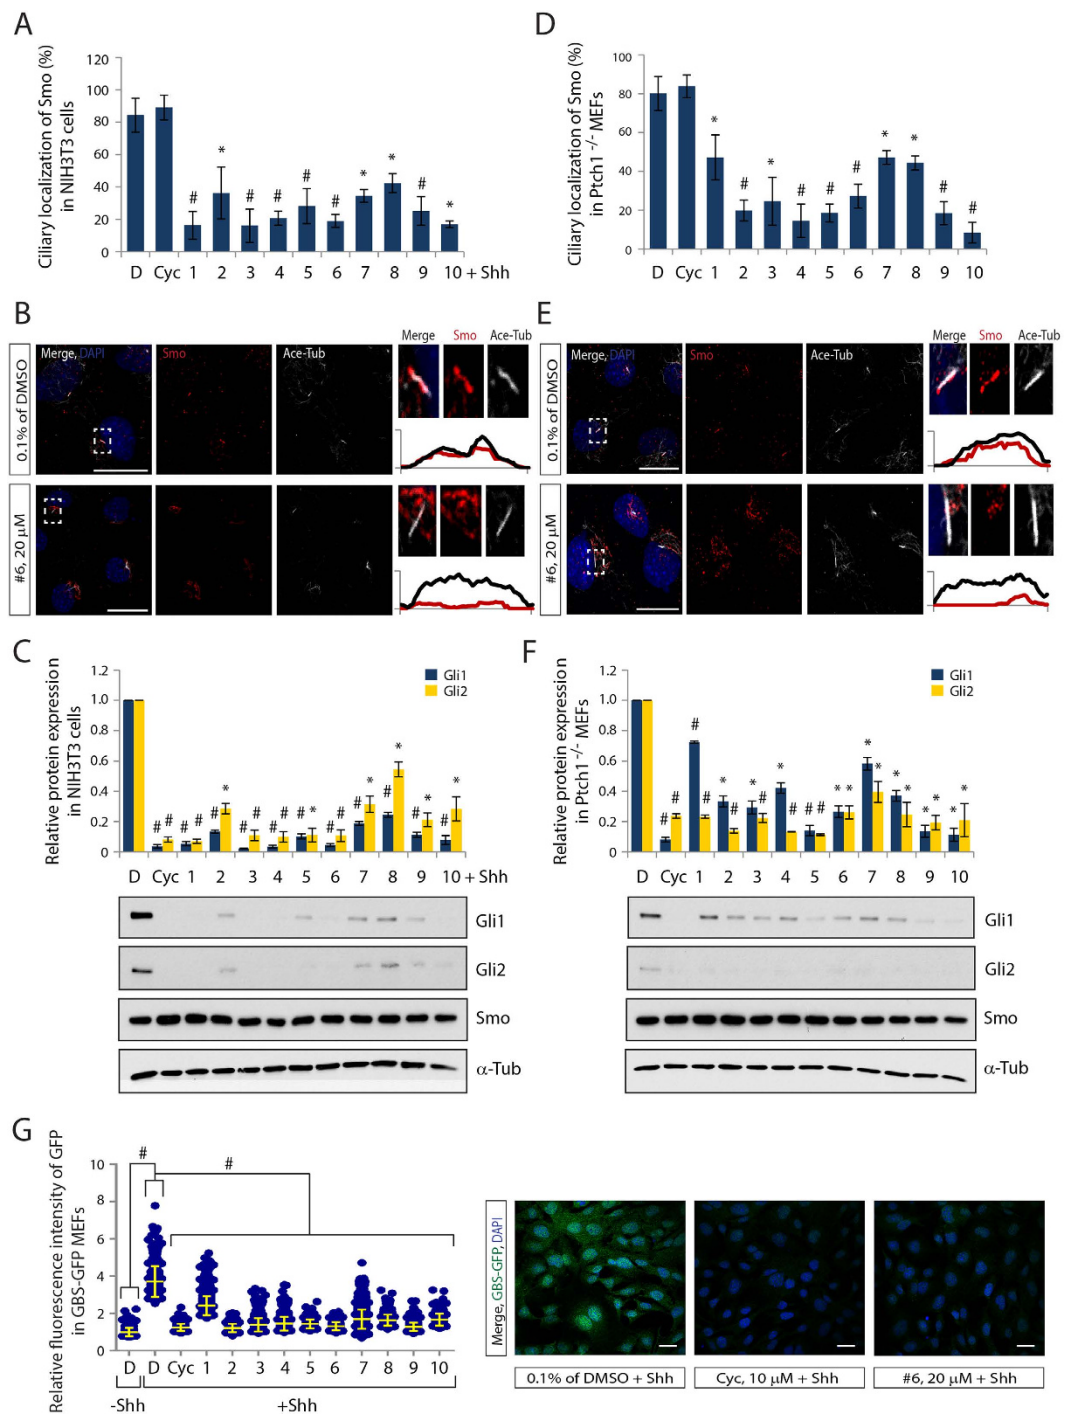 A
Ciliary localization of Smo (%)
in NIH3T3 cells
120
100
80
60
40
20
0
# * # # # # * * # *
D Cyc 1 2 3 4 5 6 7 8 9 10 + Shh
D
Ciliary localization of Smo (%)
in Ptch1 -/- MEFs
100
80
60
40
20
0
* # * # # # * * # #
D Cyc 1 2 3 4 5 6 7 8 9 10
B
0.1% of DMSO
Merge, DAPI
Smo
Ace-Tub
Merge Smo Ace-Tub
#6, 20 μM
E
0.1% of DMSO
Merge, DAPI
Smo
Ace-Tub
Merge Smo Ace-Tub
#6, 20 μM
C
Relative protein expression
in NIH3T3 cells
1.2
1.0
0.8
0.6
0.4
0.2
0
Gli1
Gli2
# # # # # * # # # # # * # # # * # * # * # *
D Cyc 1 2 3 4 5 6 7 8 9 10 + Shh
Gli1
Gli2
Smo
α-Tub
F
Relative protein expression
in Ptch1-/- MEFs
1.2
1.0
0.8
0.6
0.4
0.2
0
Gli1
Gli2
# # # # * # * # * # # # * * * * * * * * * *
D Cyc 1 2 3 4 5 6 7 8 9 10
Gli1
Gli2
Smo
α-Tub
G
Relative fluorescence intensity of GFP
in GBS-GFP MEFs
10
8
6
4
2
0
#
#
D D Cyc 1 2 3 4 5 6 7 8 9 10
-Shh +Shh
Merge, GBS-GFP, DAPI
0.1% of DMSO + Shh
Cyc, 10 μM + Shh
#6, 20 μM + Shh